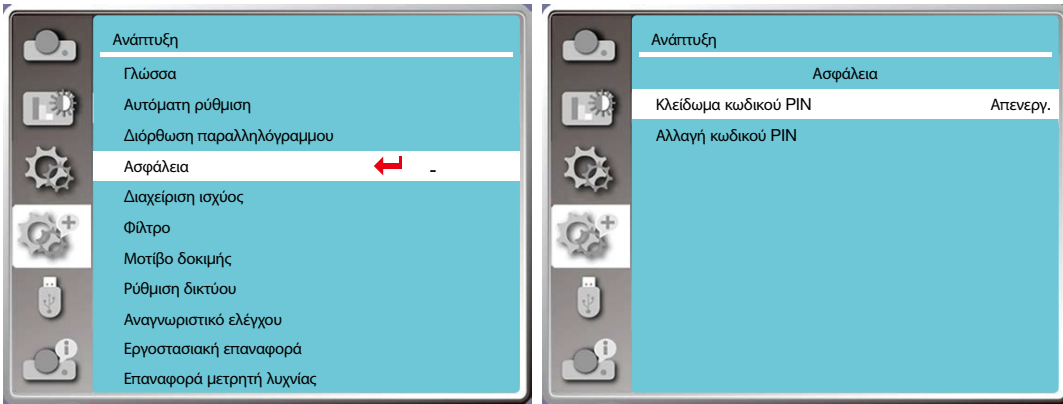 Ανάπτυξη
Γλώσσα
Αυτόματη ρύθμιση
Διόρθωση παραλληλόγραμμου
Ασφάλεια -
Διαχείριση ισχύος
Φίλτρο
Μοτίβο δοκιμής
Ρύθμιση δικτύου
Αναγνωριστικό ελέγχου
Εργοστασιακή επαναφορά
Επαναφορά μετρητή λυχνίας
Ανάπτυξη
Ασφάλεια
Κλείδωμα κωδικού PIN Απενεργ.
Αλλαγή κωδικού PIN